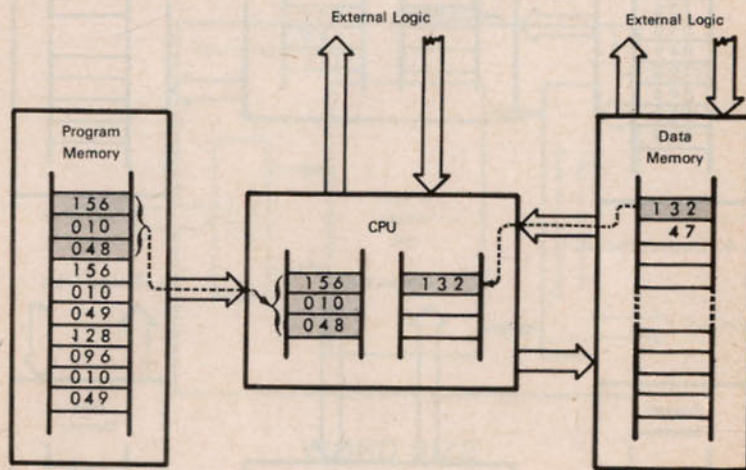 External Logic
External Logic
Program
Memory
156
010
048
156
010
049
128
096
010
049
CPU
156
010
048
132
Data
Memory
132
47